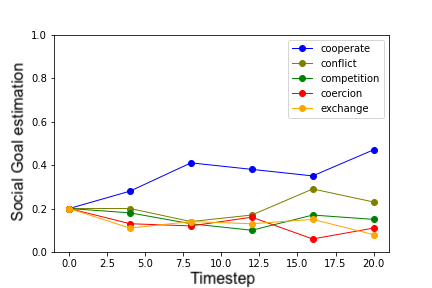 1.0
0.8
0.6
0.4
0.2
0.0
Social Goal estimation
cooperate
conflict
competition
coercion
exchange
0.0 2.5 5.0 7.5 10.0 12.5 15.0 17.5 20.0
Timestep